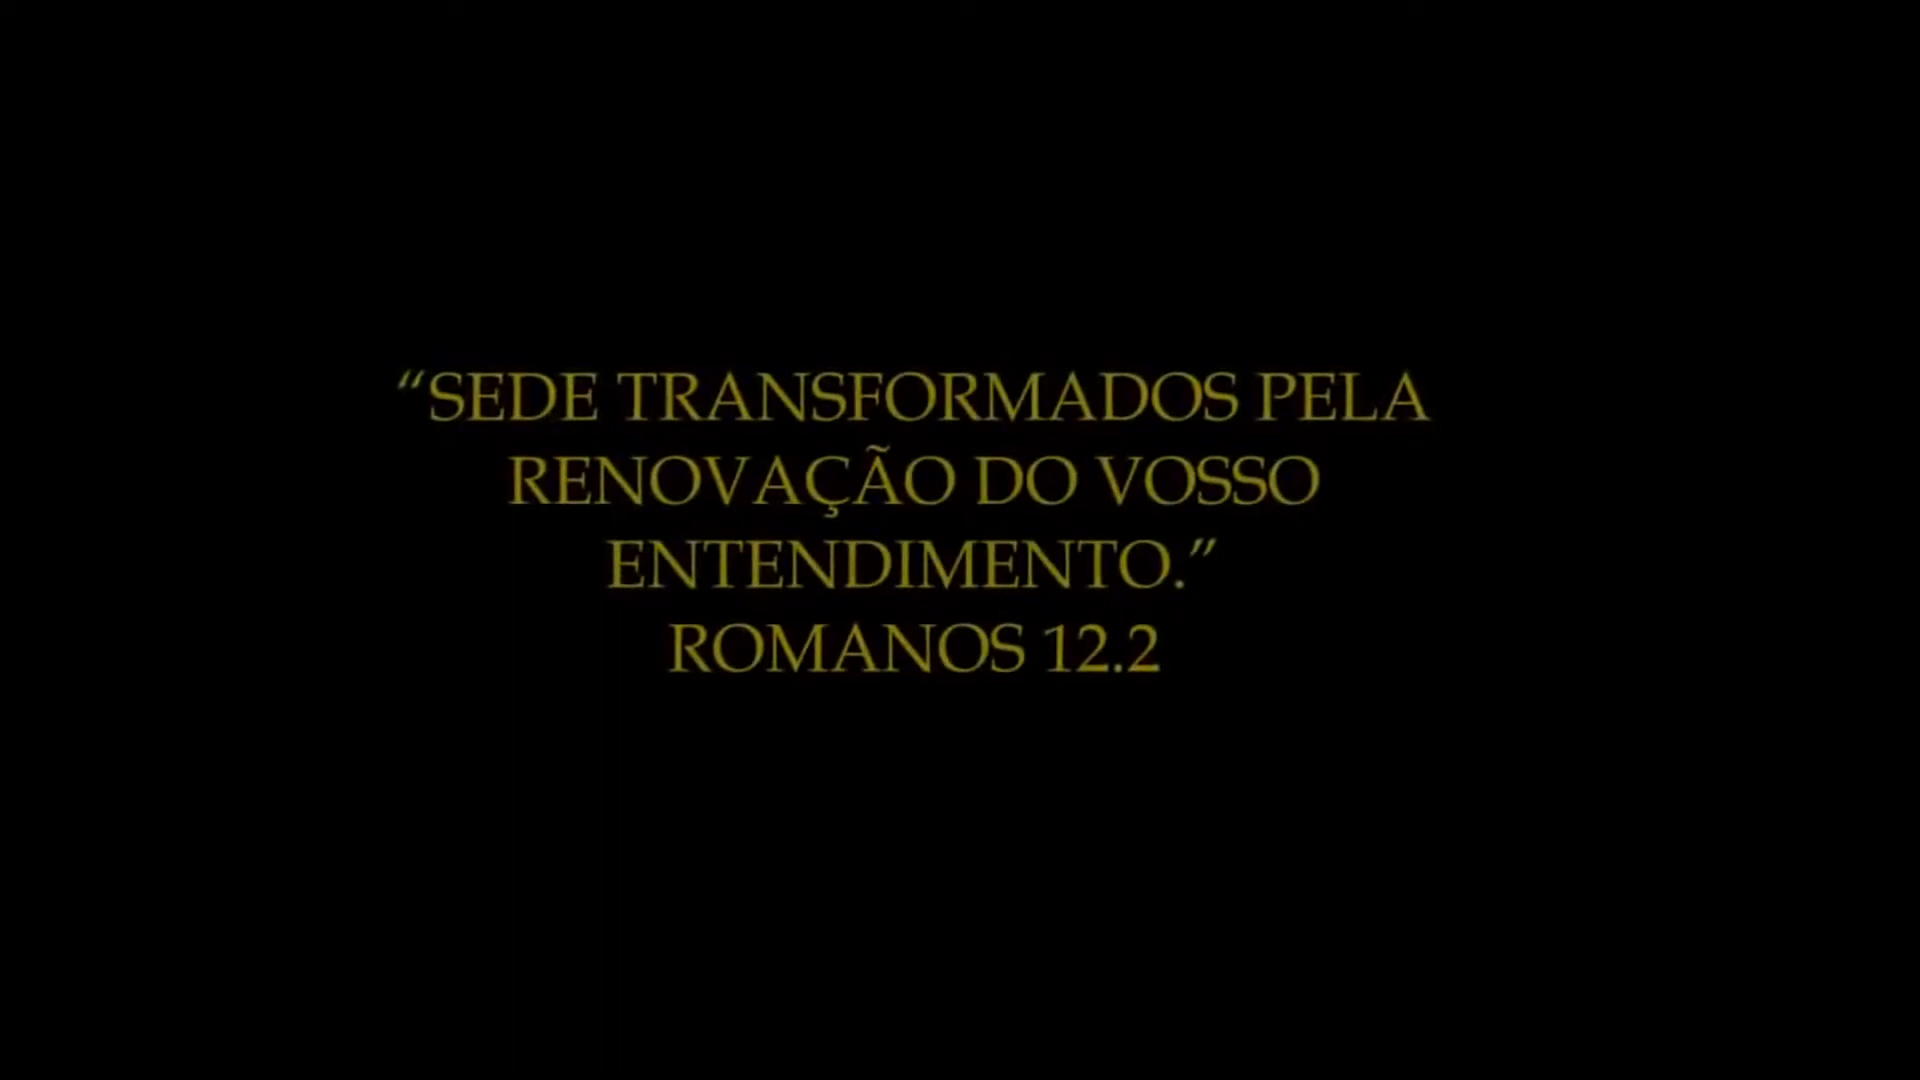 “SEDE TRANSFORMADOS PELA
RENOVAÇÃO DO VOSSO
ENTENDIMENTO.”
ROMANOS 12.2